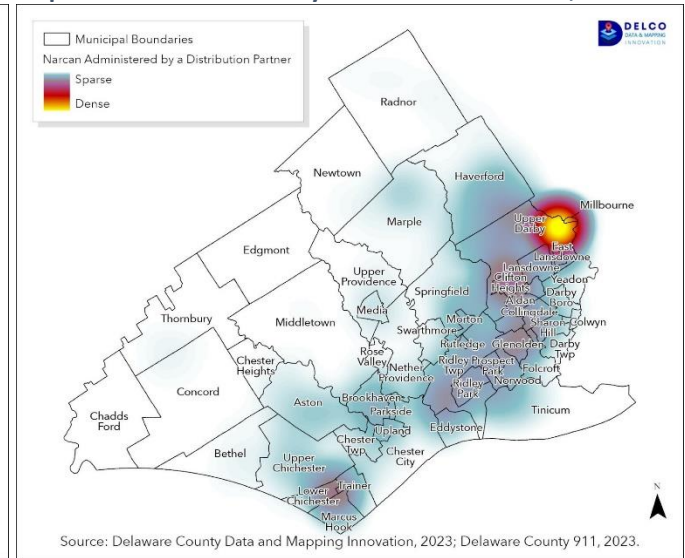 DELCO
DATA & MAPPING
INNOVATION
Municipal Boundaries
Narcan Administered by a Distribution Partner
Sparse
Dense
Radnor
Newtown
Haverford
Marple
Millbourne
Upper
Darby
East
Lansdowne
Edgmont
Lansdowne
Clifton
Heights
Yeadon
Upper
Providence
Springfield
Aldan
Darby
Boro
Collingdale
Media
Thornbury
Middletown
Morton
Sharon
Hill
Colwyn
Swarthmore
Rutledge
Glenolden
Darby
Twp
Rose
Valley
Chester
Heights
Nether
Providence
Ridley
Twp
Prospect
Park
Folcroft
Norwood
Concord
Ridley
Park
Chadds
Ford
Aston
Brookhaven
Parkside
Tinicum
Upland
Eddystone
Bethel
Chester
Twp
Chester
City
Upper
Chichester
Trainer
Lower
Chichester
Marcus
Hook
N
Source: Delaware County Data and Mapping Innovation, 2023; Delaware County 911, 2023.